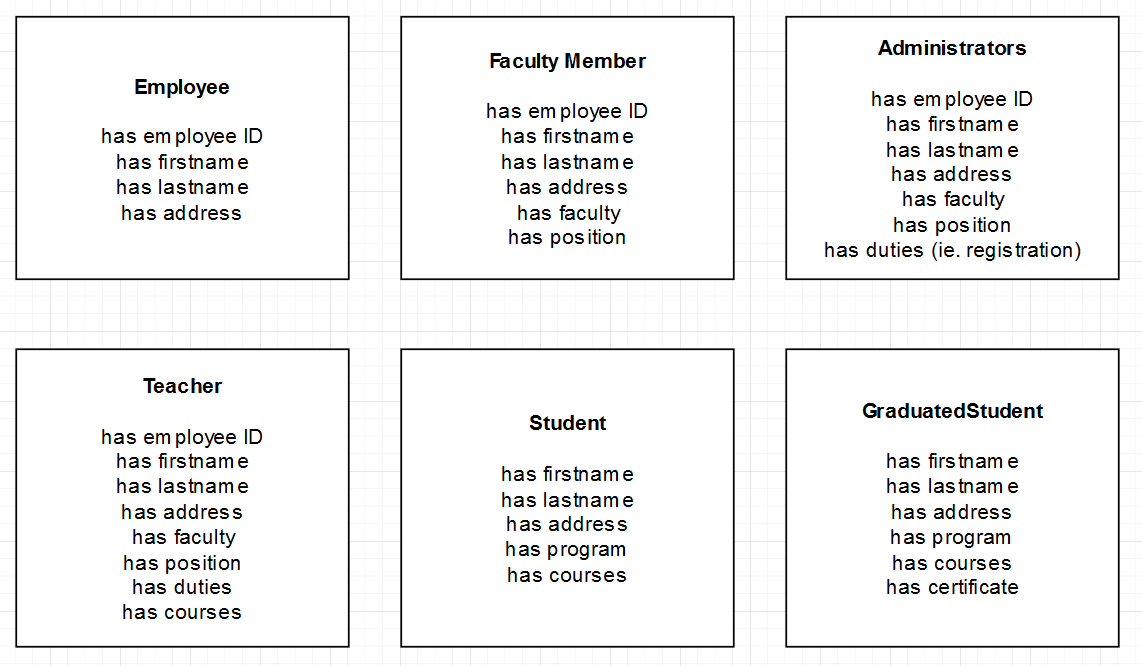 Employee
has employee ID
has firstname
has lastname
has address
Faculty Member
has employee ID
has firstname
has lastname
has address
has faculty
has position
Administrators
has employee ID
has firstname
has lastname
has address
has faculty
has position
has duties (ie. registration)
Teacher
has employee ID
has firstname
has lastname
has address
has faculty
has position
has duties
has courses
Student
has firstname
has lastname
has address
has program
has courses
GraduatedStudent
has firstname
has lastname
has address
has program
has courses
has certificate